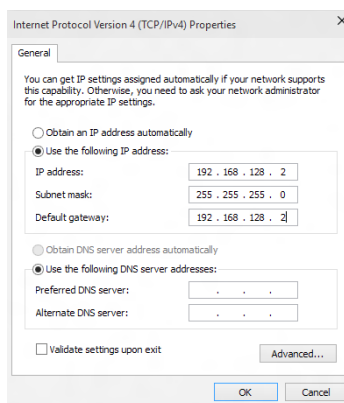 Internet Protocol Version 4 (TCP/IPv4) Properties
General
You can get IP settings assigned automatically if your network supports
this capability. Otherwise, you need to ask your network administrator
for the appropriate IP settings.
Obtain an IP address automatically
Use the following IP address:
IP address: 192 . 168 . 128 . 2
Subnet mask: 255 . 255 . 255 . 0
Default gateway: 192 . 168 . 128 . 2
Obtain DNS server address automatically
Use the following DNS server addresses:
Preferred DNS server: . . .
Alternate DNS server: . . .
Validate settings upon exit
Advanced...
OK Cancel